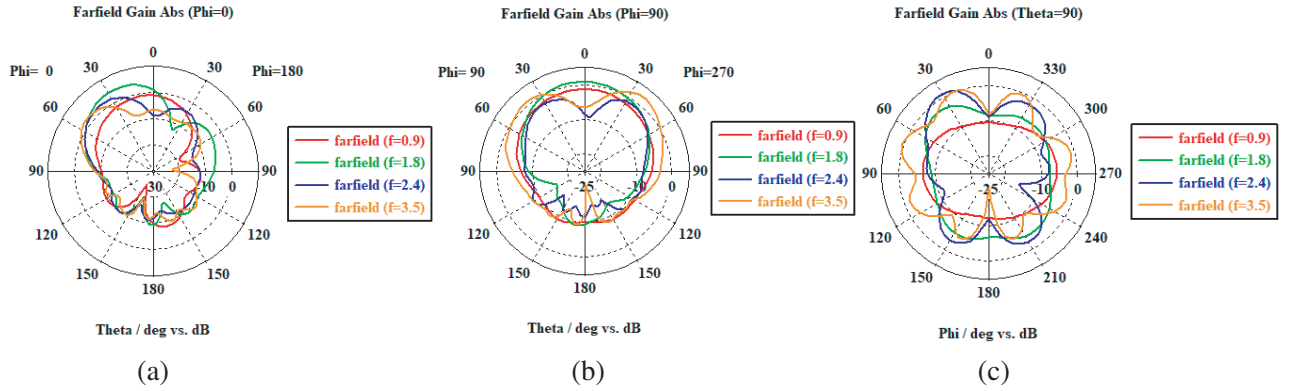 Farfield Gain Abs (Phi=0)
0
Phi= 0
30
30
Phi=180
60
60
90
30
-10
0
90
120
120
150
150
180
Theta / deg vs. dB
farfield (f=0.9)
farfield (f=1.8)
farfield (f=2.4)
farfield (f=3.5)
(a)
Farfield Gain Abs (Phi=90)
0
Phi= 90
30
30
Phi=270
60
60
90
-25
-10
0
90
120
120
150
150
180
Theta / deg vs. dB
farfield (f=0.9)
farfield (f=1.8)
farfield (f=2.4)
farfield (f=3.5)
(b)
Farfield Gain Abs (Theta=90)
0
30
330
60
300
90
-25
-10
0
270
120
240
150
210
180
Phi / deg vs. dB
farfield (f=0.9)
farfield (f=1.8)
farfield (f=2.4)
farfield (f=3.5)
(c)